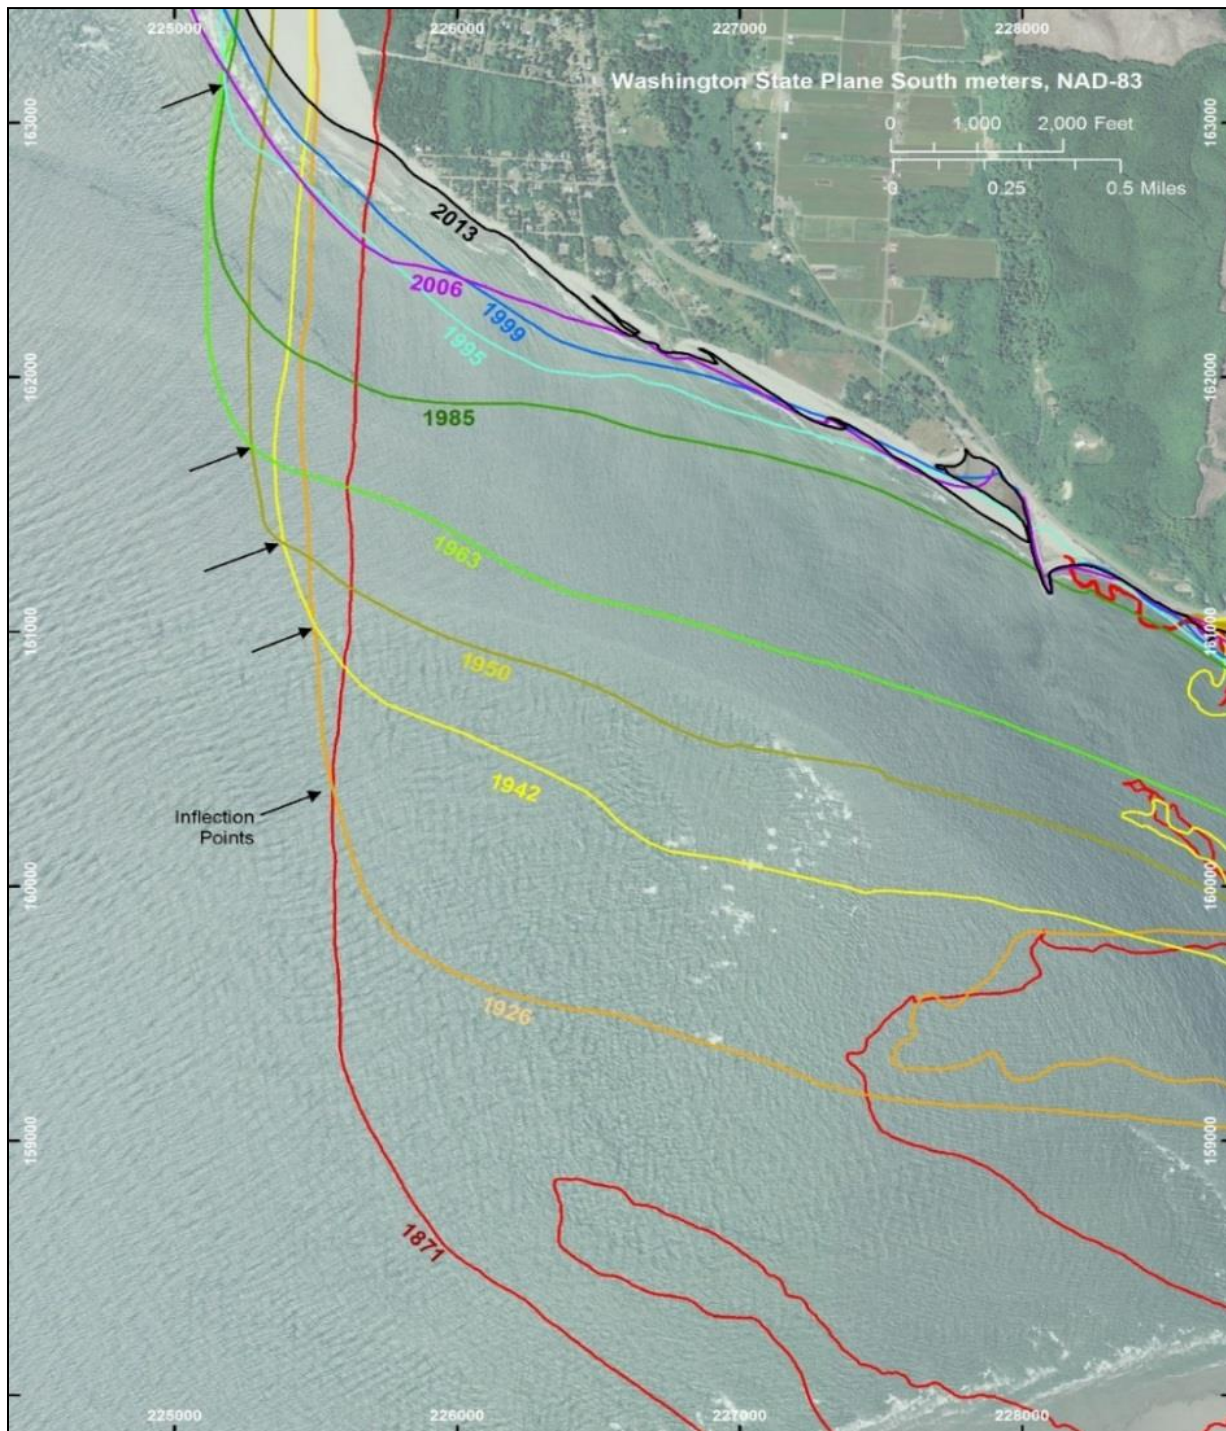 225000 226000 227000 228000
Washington State Plane South meters, NAD-83
0 1,000 2,000 Feet
0 0.25 0.5 Miles
163000 163000
2013
2006
1999
1995
162000 162000
1985
1963
161000 161000
1950
1942
Inflection
Points
160000 160000
1926
159000 159000
1871
225000 226000 227000 228000